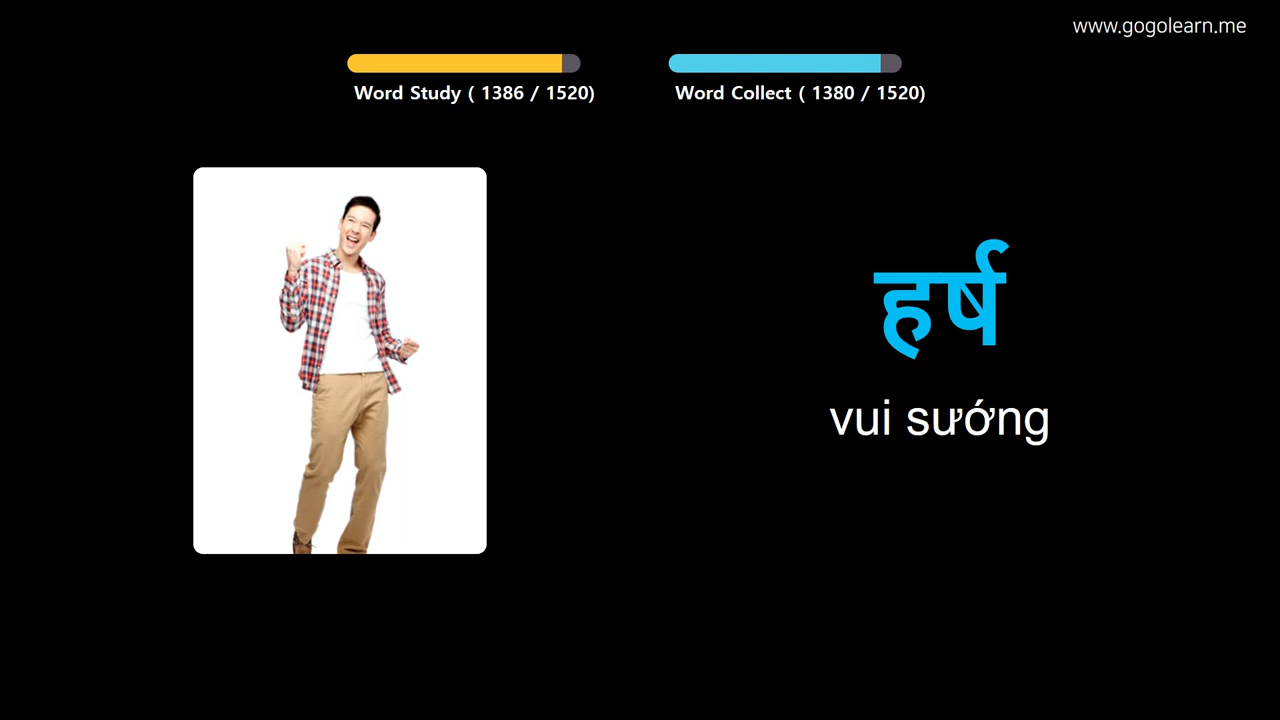 www.gogolearn.me
Word Study ( 1386 / 1520)
Word Collect ( 1380 / 1520)
हर्ष
vui sướng